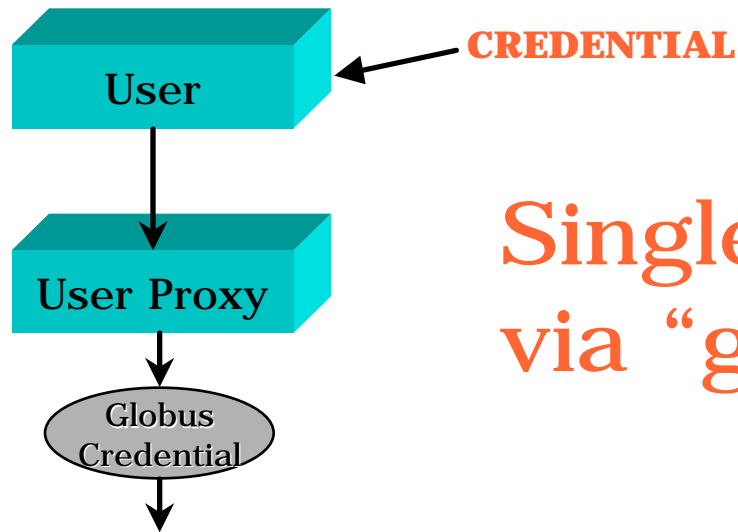 CREDENTIAL
User
User Proxy
Globus
Credential
Single
via “g